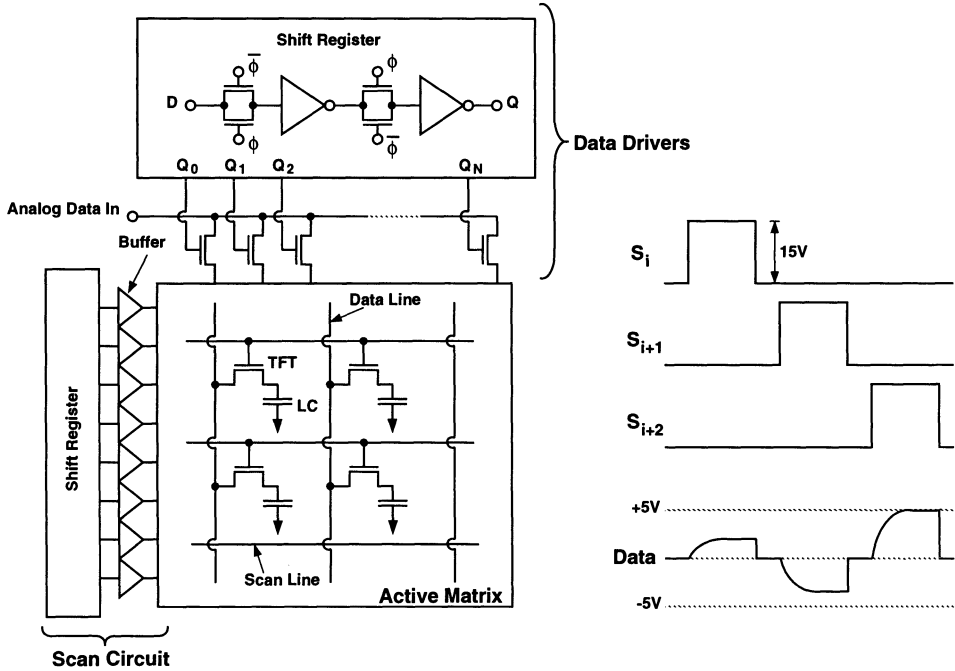 Shift Register
ϕ̅
ϕ
D
Q
ϕ
ϕ̅
Data Drivers
Q0 Q1 Q2 QN
Analog Data In
Buffer
Data Line
TFT
LC
Shift Register
Scan Line
Active Matrix
Scan Circuit
Si
15V
Si+1
Si+2
+5V
Data
-5V